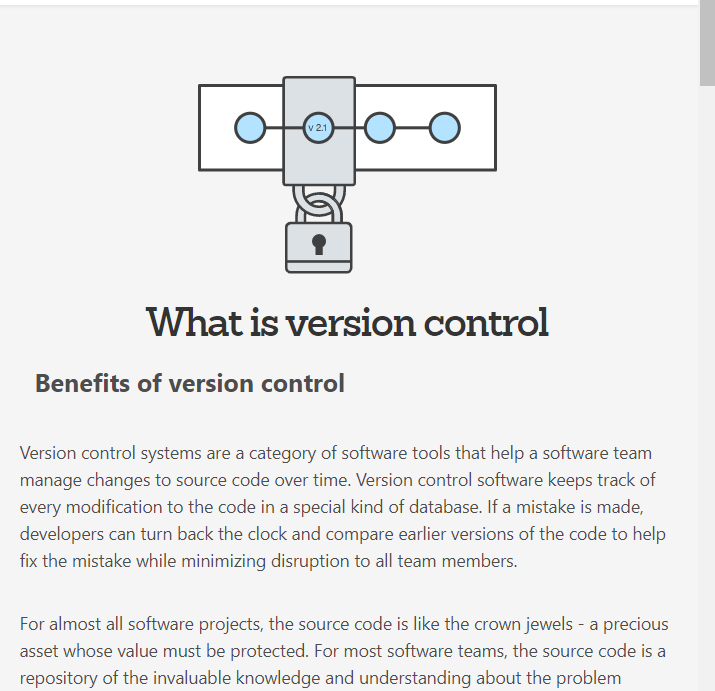 v 2.1
What is version control
Benefits of version control
Version control systems are a category of software tools that help a software team
manage changes to source code over time. Version control software keeps track of
every modification to the code in a special kind of database. If a mistake is made,
developers can turn back the clock and compare earlier versions of the code to help
fix the mistake while minimizing disruption to all team members.
For almost all software projects, the source code is like the crown jewels - a precious
asset whose value must be protected. For most software teams, the source code is a
repository of the invaluable knowledge and understanding about the problem